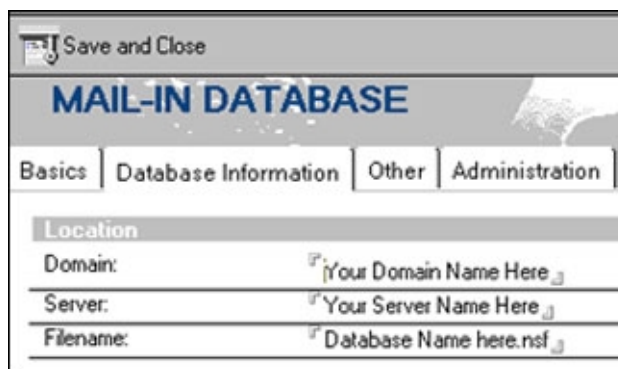 Save and Close
MAIL-IN DATABASE
Basics Database Information Other Administration
Location
Domain: Your Domain Name Here
Server: Your Server Name Here
Filename: Database Name here.nsf